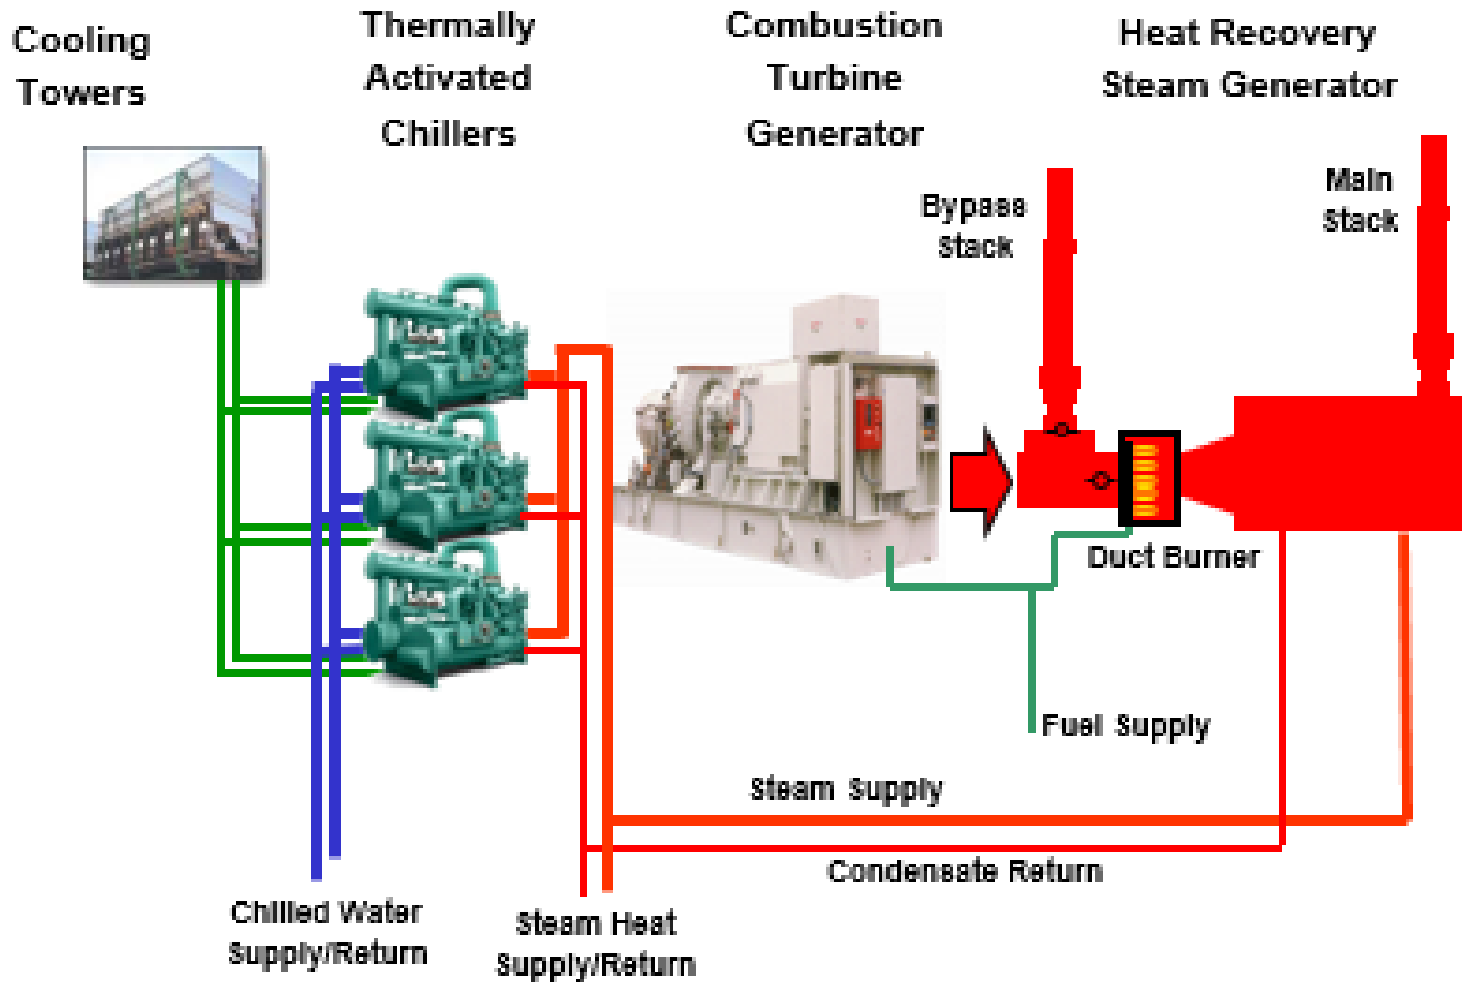 Cooling
Towers
Thermally
Activated
Chillers
Combustion
Turbine
Generator
Heat Recovery
Steam Generator
Bypass
Stack
Main
Stack
Duct Burner
Fuel Supply
Steam Supply
Condensate Return
Chilled Water
Supply/Return
Steam Heat
Supply/Return